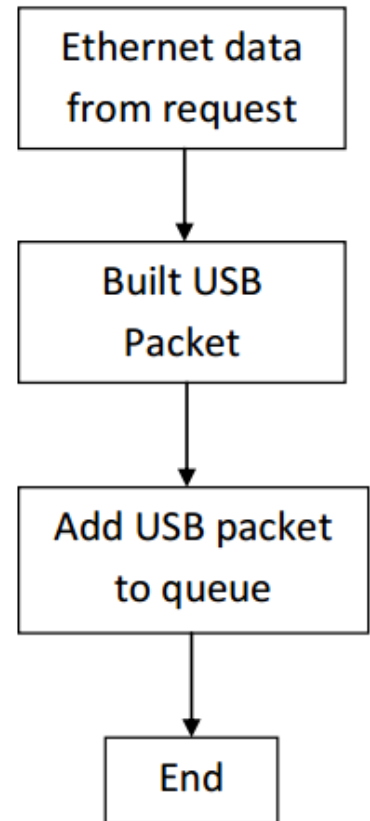 Ethernet data
from request
Built USB
Packet
Add USB packet
to queue
End